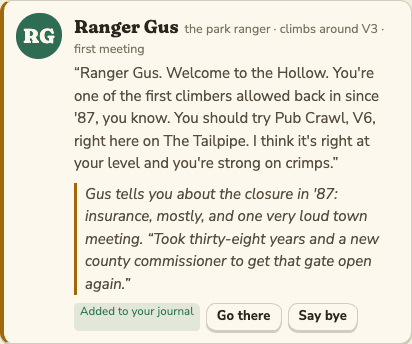 RG
Ranger Gus the park ranger · climbs around V3 ·
first meeting
“Ranger Gus. Welcome to the Hollow. You're
one of the first climbers allowed back in since
'87, you know. You should try Pub Crawl, V6,
right here on The Tailpipe. I think it's right at
your level and you're strong on crimps.”
Gus tells you about the closure in '87:
insurance, mostly, and one very loud town
meeting. “Took thirty-eight years and a new
county commissioner to get that gate open
again.”
Added to your journal Go there Say bye